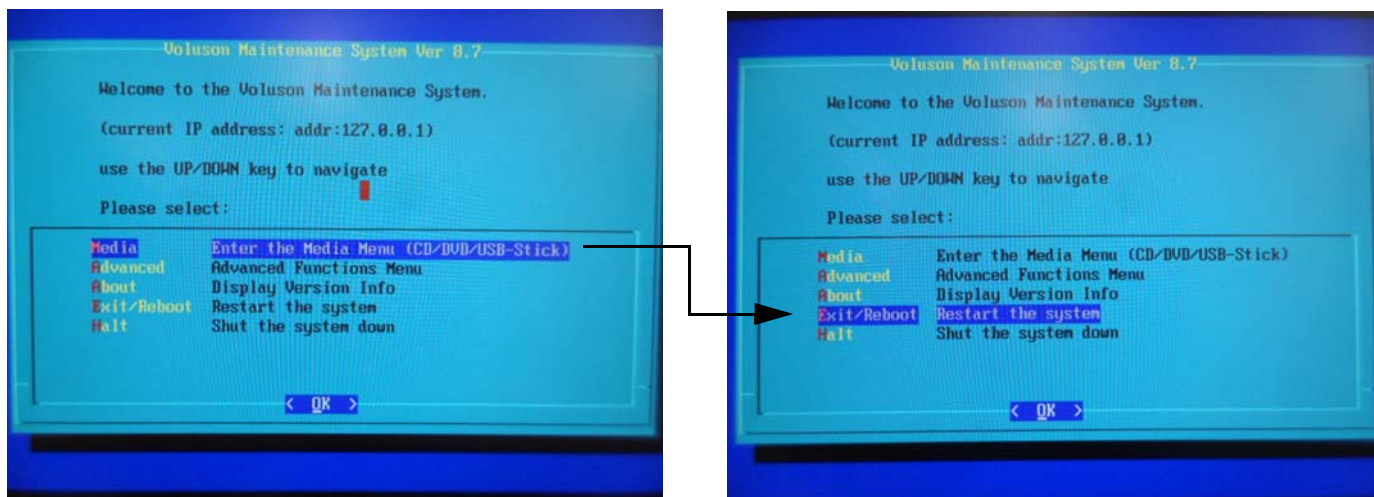 Voluson Maintenance System Ver 8.7
Welcome to the Voluson Maintenance System.
(current IP address: addr:127.0.0.1)
use the UP/DOWN key to navigate
Please select:
Media Enter the Media Menu (CD/DVD/USB-Stick)
Advanced Advanced Functions Menu
About Display Version Info
Exit/Reboot Restart the system
Halt Shut the system down
< OK >
Voluson Maintenance System Ver 8.7
Welcome to the Voluson Maintenance System.
(current IP address: addr:127.0.0.1)
use the UP/DOWN key to navigate
Please select:
Media Enter the Media Menu (CD/DVD/USB-Stick)
Advanced Advanced Functions Menu
About Display Version Info
Exit/Reboot Restart the system
Halt Shut the system down
< OK >